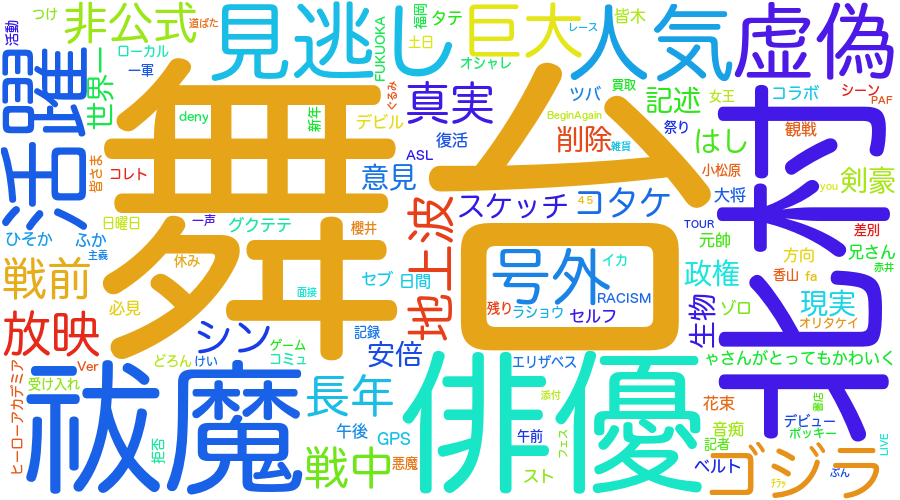 つけ
活動
非公式
道ばた
見逃し
福岡
タテ
巨大
人気
皆木
レース
虚偽
活躍
ローカル
一軍
世界一
土日
オシャレ
FUKUOKA
ぐるみ
真実
ツバ
買取
記述
女王
コラボ
シーン
PAF
舞台
deny
新年
デビル
復活
BeginAgain
削除
雑貨
祭り
はし
観戦
北村
皆さま
コレト
ASL
意見
小松原
剣豪
日曜日
一声
グクテテ
櫻井
地上波
スケッチ
45
コタケ
大将
you
TOUR
差別
ひそか
ふか
主義
休み
元帥
方向
兄さん
赤井
戦前
必見
面接
セブ
日間
号外
イカ
RACISM
政権
香山
fa
現実
オリタケイ
放映
シン
記録
残り
ラショウ
セルフ
生物
ゾロ
Ver
どろん
けい
ゲーム
コミュ
安倍
エリザベス
ゃさんがとってもかわいく
ヒーローアカデミア
受け入れ
祓魔
長年
俳優
添付
花束
書店
デビュー
ポッキー
拒否
午後
GPS
午前
フェス
音痴
記者
LIVE
戦中
悪魔
スト
ベルト
ゴジラ
チラッ
ぶん